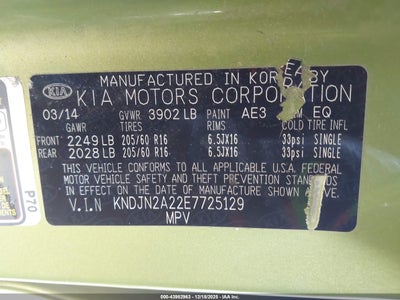 MANUFACTURED IN KOREA BY
KIA KIA MOTORS CORPORATION
03/14 GVWR 3902 LB PAINT AE3 EQ
GAWR TIRES RIMS COLD TIRE INFL
FRONT 2249 LB 205/60 R16 6.5JX16 33psi SINGLE
REAR 2028 LB 205/60 R16 6.5JX16 33psi SINGLE
THIS VEHICLE CONFORMS TO ALL APPLICABLE U.S.A. FEDERAL
MOTOR VEHICLE SAFETY AND THEFT PREVENTION STANDARDS
IN EFFECT ON THE DATE OF MANUFACTURE SHOWN ABOVE.
V.I.N KNDJN2A22E7725129
MPV
P70
ID: 000-43992983 - 12/18/2025 - IAA Inc.